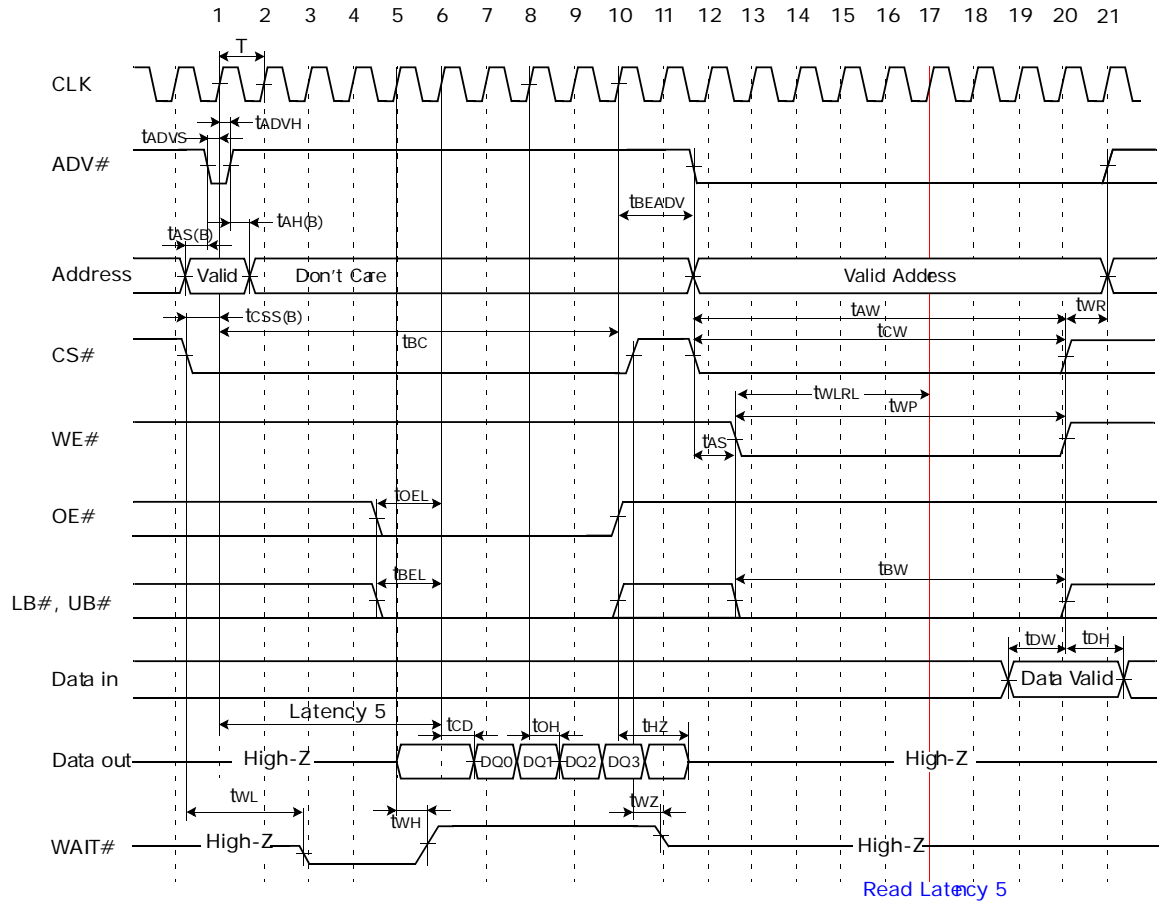 1 2 3 4 5 6 7 8 9 10 11 12 13 14 15 16 17 18 19 20 21
T
CLK
tADVH
tADVS
ADV#
tBEADV
tAH(B)
tAS(B)
Address Valid Don't Care Valid Address
tCSS(B) tAW tWR
tBC tCW
CS#
tWLRL
tWP
WE# tAS
tOEL
OE#
tBEL tBW
LB#, UB#
tDW tDH
Data in Data Valid
Latency 5
tCD tOH tHZ
Data out High-Z DQ0 DQ1 DQ2 DQ3 High-Z
tWL tWH tWZ
WAIT# High-Z High-Z
Read Latency 5